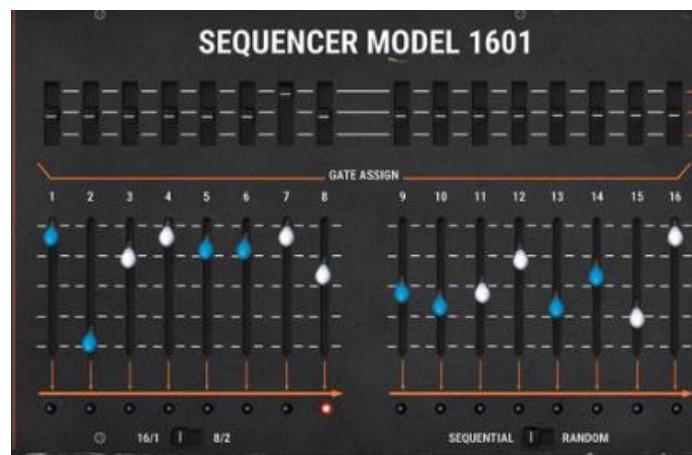 SEQUENCER MODEL 1601
GATE ASSIGN
1 2 3 4 5 6 7 8 9 10 11 12 13 14 15 16
16/1 8/2 SEQUENTIAL RANDOM